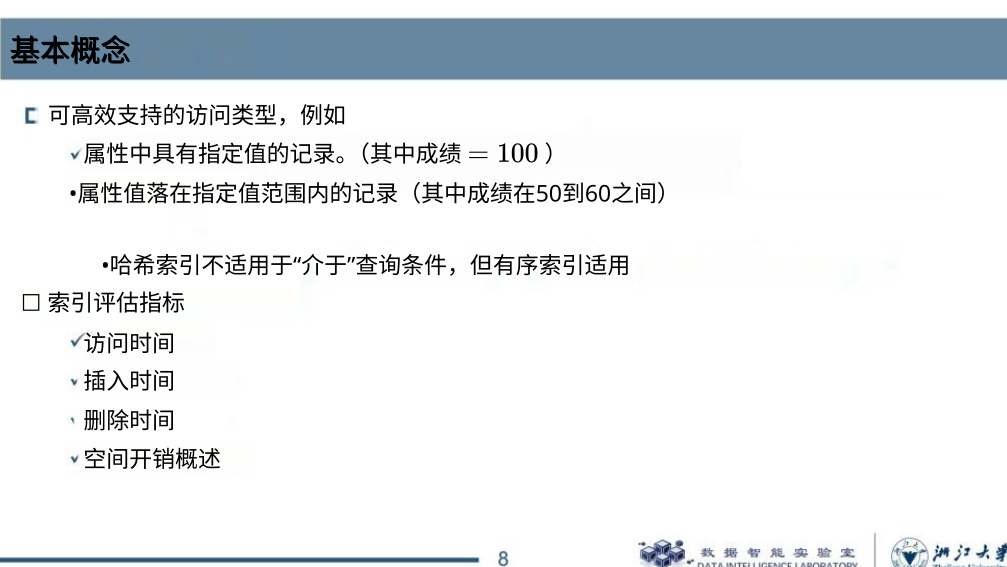 基本概念
可高效支持的访问类型，例如
属性中具有指定值的记录。（其中成绩 = 100 ）
•属性值落在指定值范围内的记录（其中成绩在50到60之间）
•哈希索引不适用于“介于”查询条件，但有序索引适用
□ 索引评估指标
✓访问时间
插入时间
删除时间
空间开销概述
8
数据智能实验室
DATA INTELLIGENCE LABORATORY
浙江大学